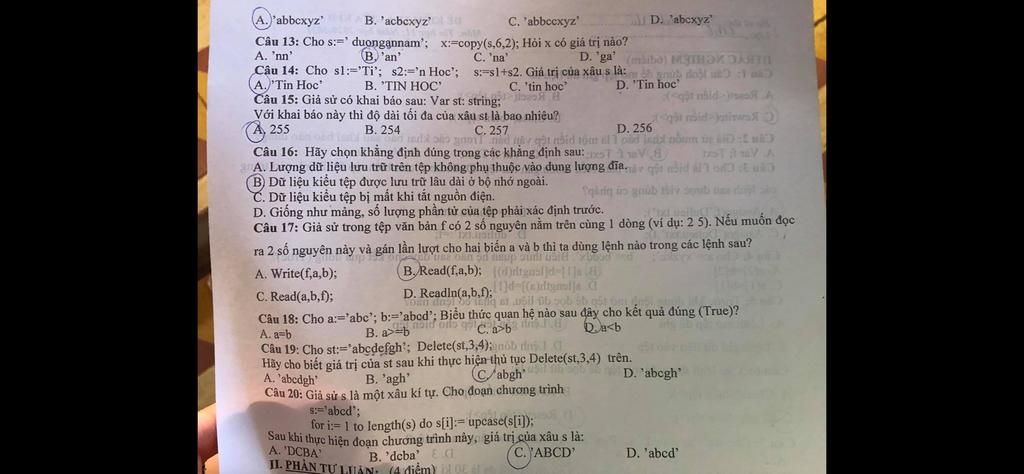 A. 'abbcxyz' B. 'acbcxyz' C. 'abbccxyz' D. 'abcxyz'
Câu 13: Cho s:=' duongannam'; x:=copy(s,6,2); Hỏi x có giá trị nào?
A. 'nn' B. 'an' C. 'na' D. 'ga'
Câu 14: Cho s1:='Ti'; s2:='n Hoc'; s:=s1+s2. Giá trị của xâu s là:
A. 'Tin Hoc' B. 'TIN HOC' C. 'tin hoc' D. 'Tin hoc'
Câu 15: Giả sử có khai báo sau: Var st: string;
Với khai báo này thì độ dài tối đa của xâu st là bao nhiêu?
A. 255 B. 254 C. 257 D. 256
Câu 16: Hãy chọn khẳng định đúng trong các khẳng định sau:
A. Lượng dữ liệu lưu trữ trên tệp không phụ thuộc vào dung lượng đĩa.
B. Dữ liệu kiểu tệp được lưu trữ lâu dài ở bộ nhớ ngoài.
C. Dữ liệu kiểu tệp bị mất khi tắt nguồn điện.
D. Giống như mảng, số lượng phần tử của tệp phải xác định trước.
Câu 17: Giả sử trong tệp văn bản f có 2 số nguyên nằm trên cùng 1 dòng (ví dụ: 2 5). Nếu muốn đọc
ra 2 số nguyên này và gán lần lượt cho hai biến a và b thì ta dùng lệnh nào trong các lệnh sau?
A. Write(f,a,b); B. Read(f,a,b);
C. Read(a,b,f); D. Readln(a,b,f);
Câu 18: Cho a:='abc'; b:='abcd'; Biểu thức quan hệ nào sau đây cho kết quả đúng (True)?
A. a=b B. a>=b C. a>b D. a<b
Câu 19: Cho st:='abcdefgh'; Delete(st,3,4);
Hãy cho biết giá trị của st sau khi thực hiện thủ tục Delete(st,3,4) trên.
A. 'abcdgh' B. 'agh' C. 'abgh' D. 'abcgh'
Câu 20: Giả sử s là một xâu kí tự. Cho đoạn chương trình
s:='abcd';
for i:= 1 to length(s) do s[i]:= upcase(s[i]);
Sau khi thực hiện đoạn chương trình này, giá trị của xâu s là:
A. 'DCBA' B. 'dcba' C. 'ABCD' D. 'abcd'
II. PHẦN TỰ LUẬN: (4 điểm)